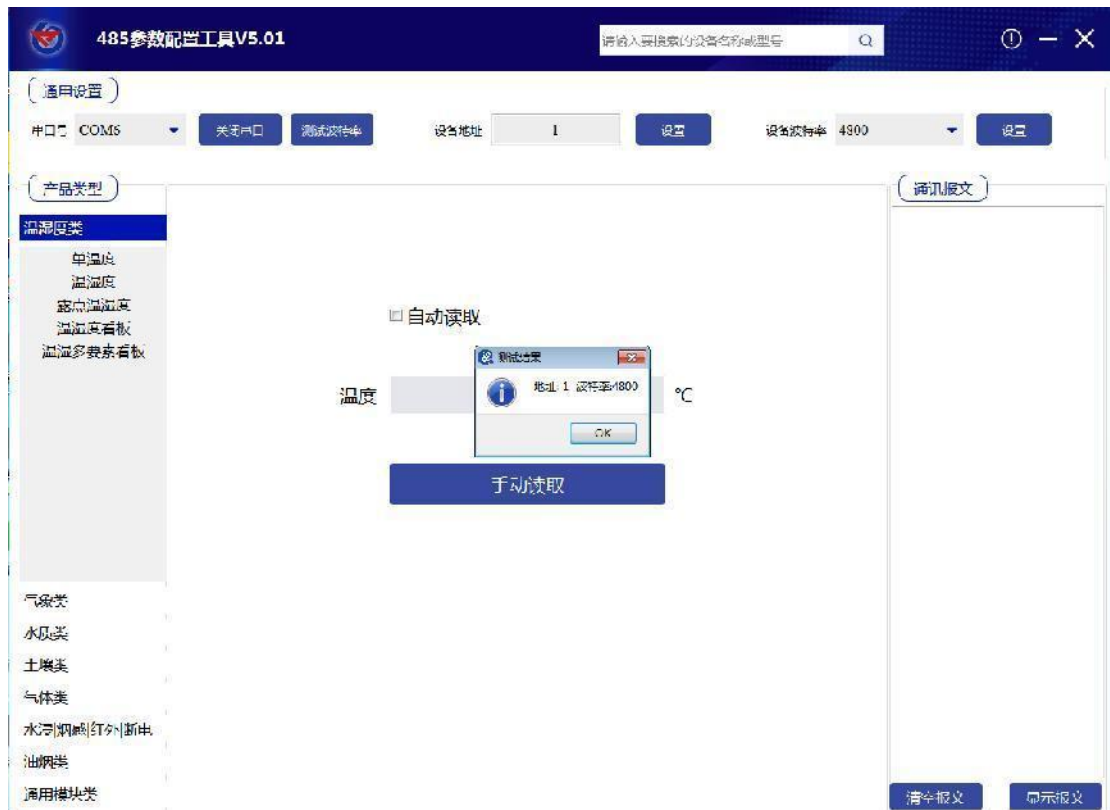 485参数配置工具V5.01
请输入要搜索的设备名称或型号
通用设置
串口号 COM6 关闭串口 测试波特率 设备地址 1 设置 设备波特率 4800 设置
产品类型
通讯报文
温湿度类
单温度
温湿度
露点温湿度
温湿度看板
温湿多要素看板
自动读取
测试结果
地址: 1 波特率:4800
OK
温度 ℃
手动读取
气象类
水质类
土壤类
气体类
水浸|烟感|红外|断电
油烟类
通用模块类
清空报文 显示报文